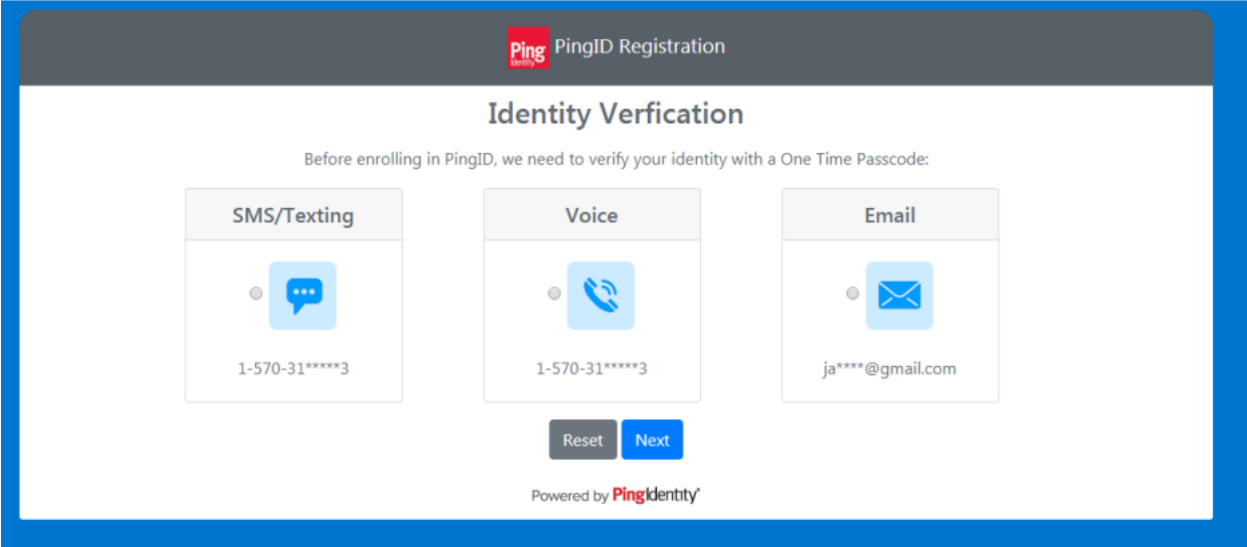 Ping
Identity
PingID Registration
Identity Verfication
Before enrolling in PingID, we need to verify your identity with a One Time Passcode:
SMS/Texting
Voice
Email
1-570-31*****3
1-570-31*****3
ja****@gmail.com
Reset
Next
Powered by PingIdentity®